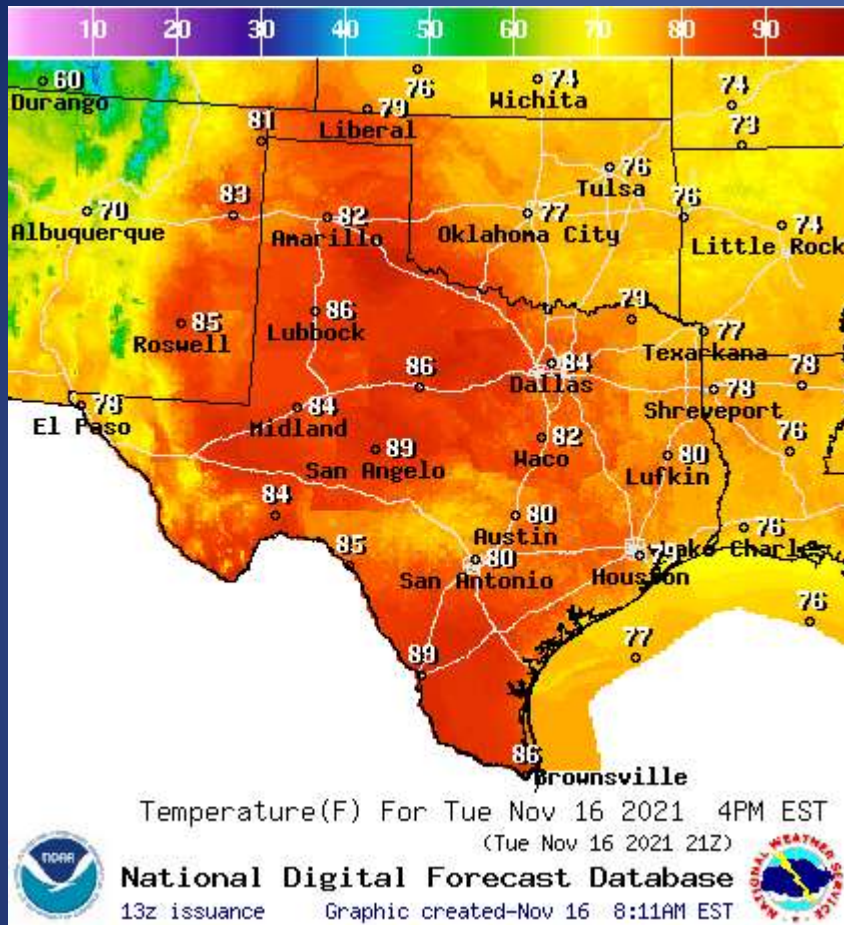 10 20 30 40 50 60 70 80 90
60
Durango
76
74
Wichita
74
79
Liberal
81
73
76
Tulsa
70
Albuquerque
83
82
Amarillo
77
Oklahoma City
76
74
Little Rock
85
Roswell
86
Lubbock
79
77
Texarkana
86
84
Dallas
78
El Paso
84
Midland
78
Shreveport
78
89
San Angelo
82
Waco
80
Lufkin
76
84
80
Austin
76
Lake Charles
85
80
San Antonio
79
Houston
76
77
89
86
Brownsville
Temperature(F) For Tue Nov 16 2021 4PM EST
(Tue Nov 16 2021 21Z)
NOAA
NATIONAL WEATHER SERVICE
National Digital Forecast Database
13z issuance Graphic created-Nov 16 8:11AM EST